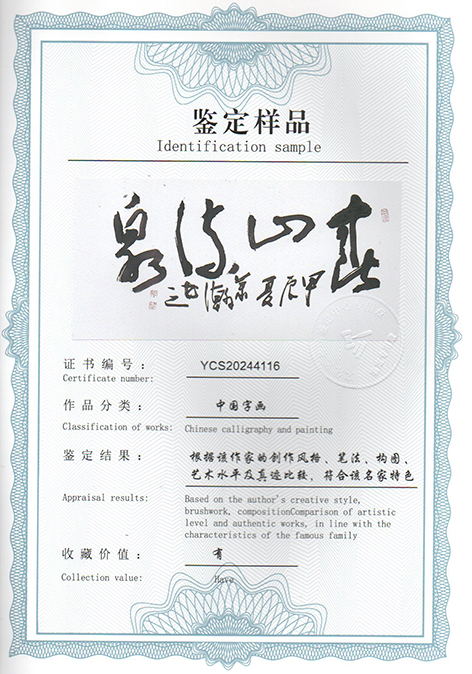 鉴定样品
Identification sample
山 泉
甲辰夏
证书编号：
YCS20244116
Certificate number:
作品分类：
中国字画
Classification of works:
Chinese calligraphy and painting
鉴定结果：
根据该作家的创作风格、笔法、构图、
艺术水平及真迹比较，符合该名家特色
Appraisal results:
Based on the author's creative style,
brushwork, compositionComparison of artistic
level and authentic works, in line with the
characteristics of the famous family
收藏价值：
有
Collection value:
Have